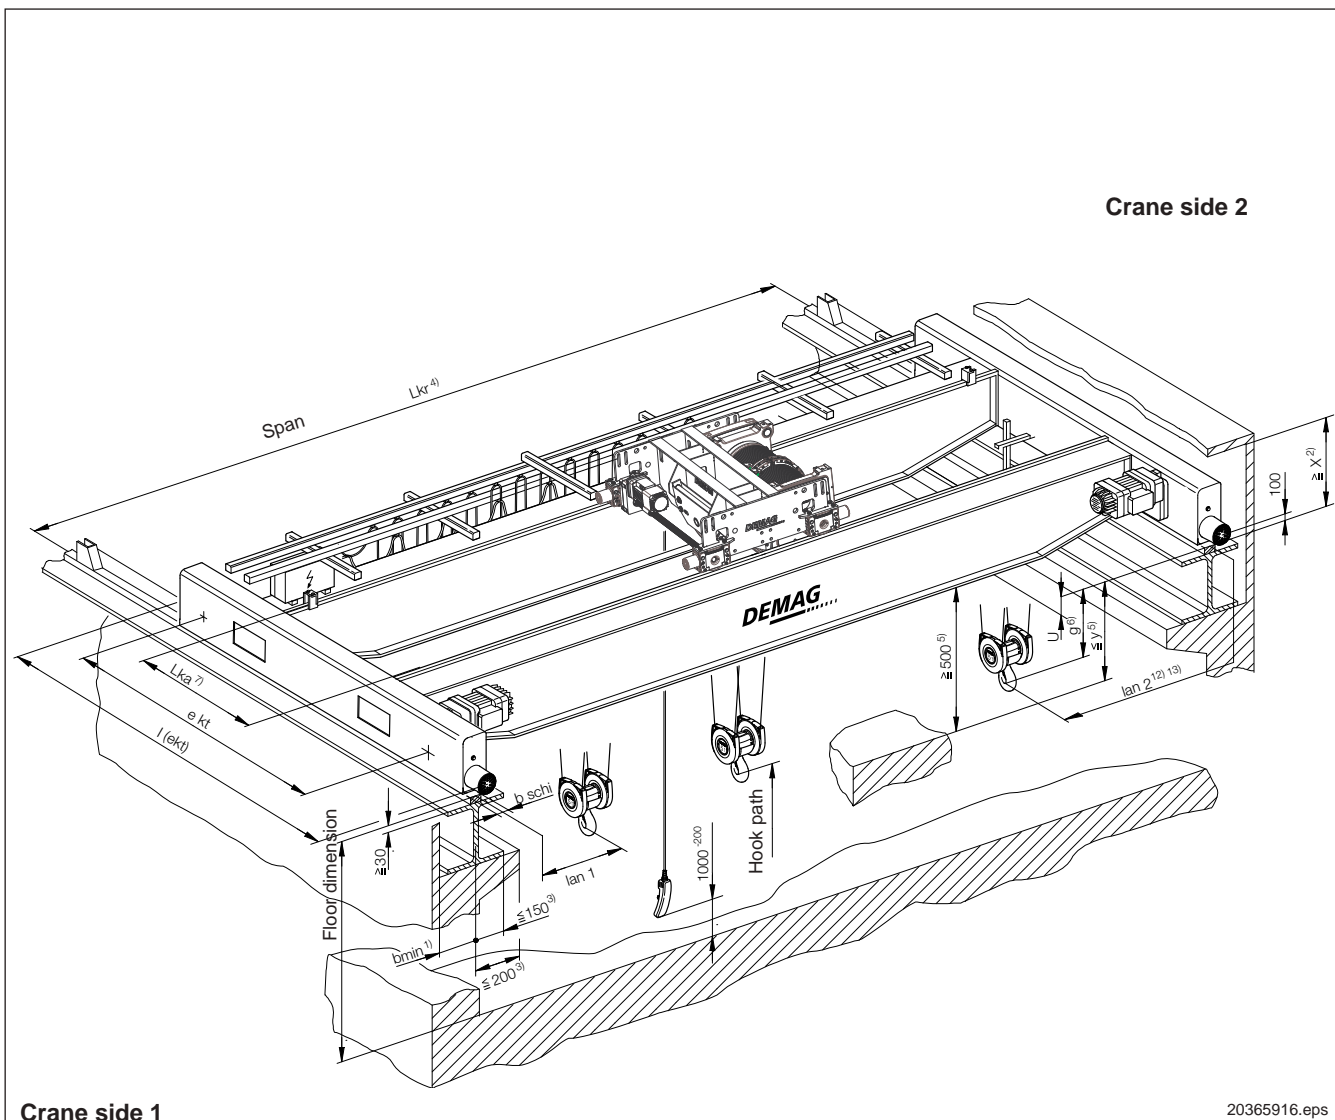 Crane side 2
Span
Lkr 4)
100
≧ X 2)
DEMAG
DEMAG
Lka 7)
e kt
l (ekt)
≧ 500 5)
U
g 6)
≦ y 5)
lan 2 12) 13)
b schi
Hook path
1000 -200
lan 1
Floor dimension
≧30
≦150 3)
bmin 1)
≦ 200 3)
Crane side 1
20365916.eps